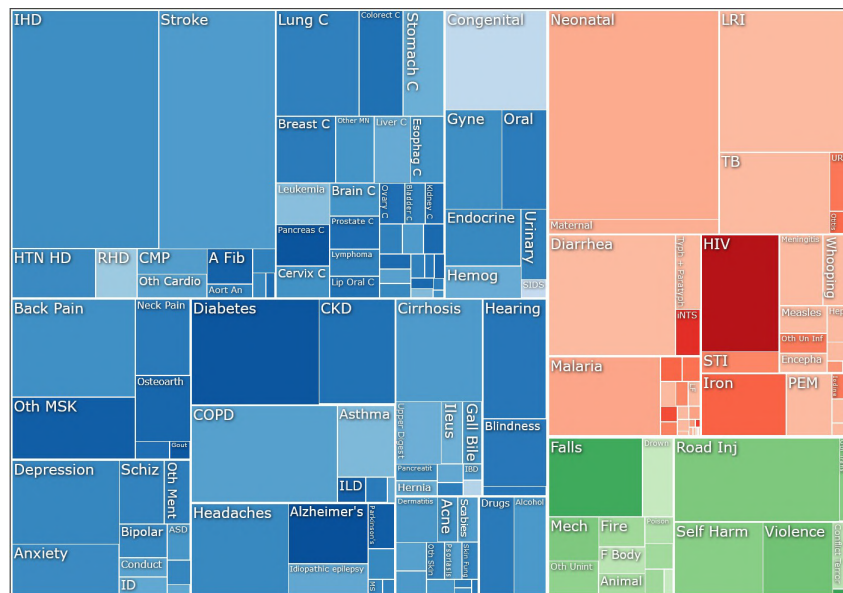 IHD
Stroke
HTN HD
RHD
CMP
Oth Cardio
A Fib
Aort An
Lung C
Colorect C
Stomach C
Breast C
Other MN
Liver C
Esophag C
Leukemia
Brain C
Ovary C
Bladder C
Kidney C
Pancreas C
Prostate C
Lymphoma
Cervix C
Lip Oral C
Congenital
Gyne
Oral
Endocrine
Urinary
Hemog
SIDS
Back Pain
Neck Pain
Osteoarth
Oth MSK
Gout
Diabetes
CKD
COPD
Asthma
ILD
Cirrhosis
Upper Digest
Ileus
Gall Bile
Pancreatit
IBD
Hernia
Hearing
Blindness
Depression
Schiz
Oth Ment
Bipolar
ASD
Anxiety
Conduct
ID
Headaches
Alzheimer's
Parkinson's
Idiopathic epilepsy
MS
Dermatitis
Acne
Scabies
Oth Skin
Psoriasis
Skin Fung
Drugs
Alcohol
Neonatal
Maternal
LRI
TB
UR
Otitis
Diarrhea
Typh + Paratyph
iNTS
HIV
STI
Meningitis
Whooping
Measles
Hep
Oth Un Inf
Encepha
Malaria
Iron
PEM
Falls
Drown
Road Inj
Mech
Fire
Poison
Oth Unint
F Body
Animal
Self Harm
Violence